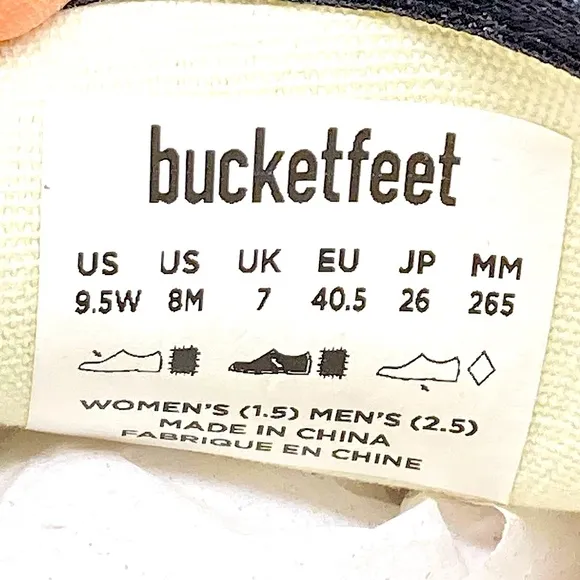 bucketfeet
US US UK EU JP MM
9.5W 8M 7 40.5 26 265
WOMEN'S (1.5) MEN'S (2.5)
MADE IN CHINA
FABRIQUE EN CHINE